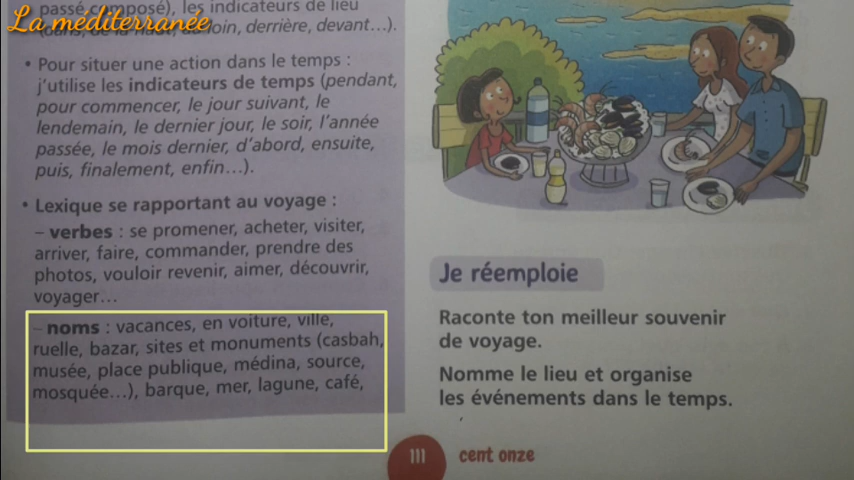 La mediterranée
passé composé), les indicateurs de lieu
loin, derrière, devant...).
• Pour situer une action dans le temps :
j'utilise les indicateurs de temps (pendant,
pour commencer, le jour suivant, le
lendemain, le dernier jour, le soir, l'année
passée, le mois dernier, d'abord, ensuite,
puis, finalement, enfin...).
• Lexique se rapportant au voyage :
– verbes : se promener, acheter, visiter,
arriver, faire, commander, prendre des
photos, vouloir revenir, aimer, découvrir,
voyager...
– noms : vacances, en voiture, ville,
ruelle, bazar, sites et monuments (casbah,
musée, place publique, médina, source,
mosquée...), barque, mer, lagune, café,
Je réemploie
Raconte ton meilleur souvenir
de voyage.
Nomme le lieu et organise
les événements dans le temps.
111
cent onze